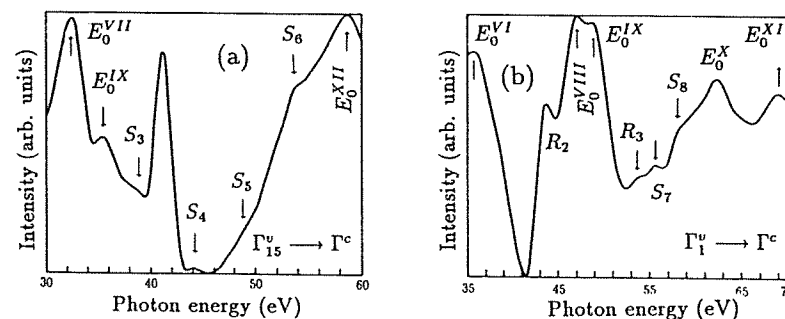 Intensity (arb. units)
E_0^{VII}
E_0^{IX}
S_3
(a)
S_4
S_5
S_6
E_0^{XII}
Γ_{15}^v → Γ^c
30 40 50 60
Photon energy (eV)
Intensity (arb. units)
E_0^{VI}
(b)
R_2
E_0^{VIII}
E_0^{IX}
R_3
S_7
S_8
E_0^X
E_0^{XI}
Γ_1^v → Γ^c
35 45 55 65 7
Photon energy (eV)